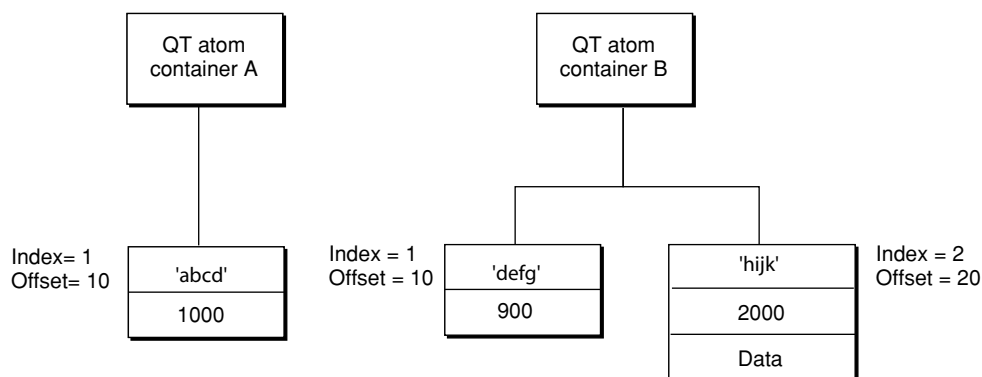 QT atom
container A
QT atom
container B
Index= 1
Offset= 10
'abcd'
1000
Index = 1
Offset = 10
'defg'
900
'hijk'
2000
Data
Index = 2
Offset = 20